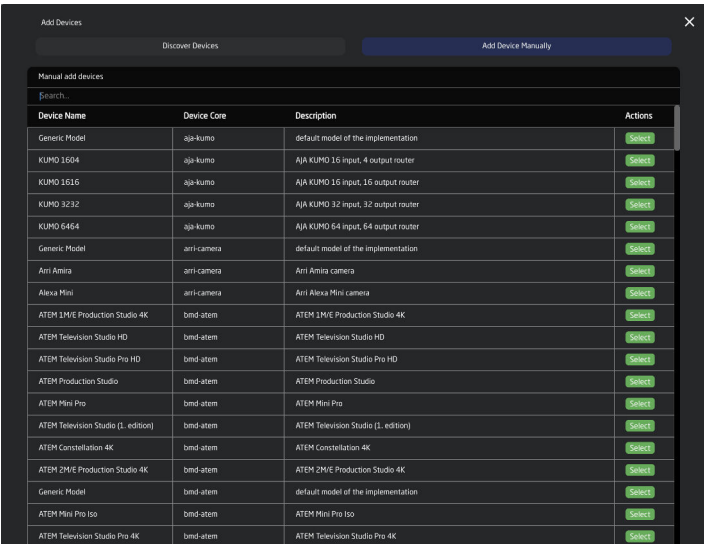 Add Devices
Discover Devices Add Device Manually
Manual add devices
Search...
Device Name Device Core Description Actions
Generic Model aja-kumo default model of the implementation Select
KUMO 1604 aja-kumo AJA KUMO 16 input, 4 output router Select
KUMO 1616 aja-kumo AJA KUMO 16 input, 16 output router Select
KUMO 3232 aja-kumo AJA KUMO 32 input, 32 output router Select
KUMO 6464 aja-kumo AJA KUMO 64 input, 64 output router Select
Generic Model arri-camera default model of the implementation Select
Arri Amira arri-camera Arri Amira camera Select
Alexa Mini arri-camera Arri Alexa Mini camera Select
ATEM 1M/E Production Studio 4K bmd-atem ATEM 1M/E Production Studio 4K Select
ATEM Television Studio HD bmd-atem ATEM Television Studio HD Select
ATEM Television Studio Pro HD bmd-atem ATEM Television Studio Pro HD Select
ATEM Production Studio bmd-atem ATEM Production Studio Select
ATEM Mini Pro bmd-atem ATEM Mini Pro Select
ATEM Television Studio (1. edition) bmd-atem ATEM Television Studio (1. edition) Select
ATEM Constellation 4K bmd-atem ATEM Constellation 4K Select
ATEM 2M/E Production Studio 4K bmd-atem ATEM 2M/E Production Studio 4K Select
Generic Model bmd-atem default model of the implementation Select
ATEM Mini Pro Iso bmd-atem ATEM Mini Pro Iso Select
ATEM Television Studio Pro 4K bmd-atem ATEM Television Studio Pro 4K Select